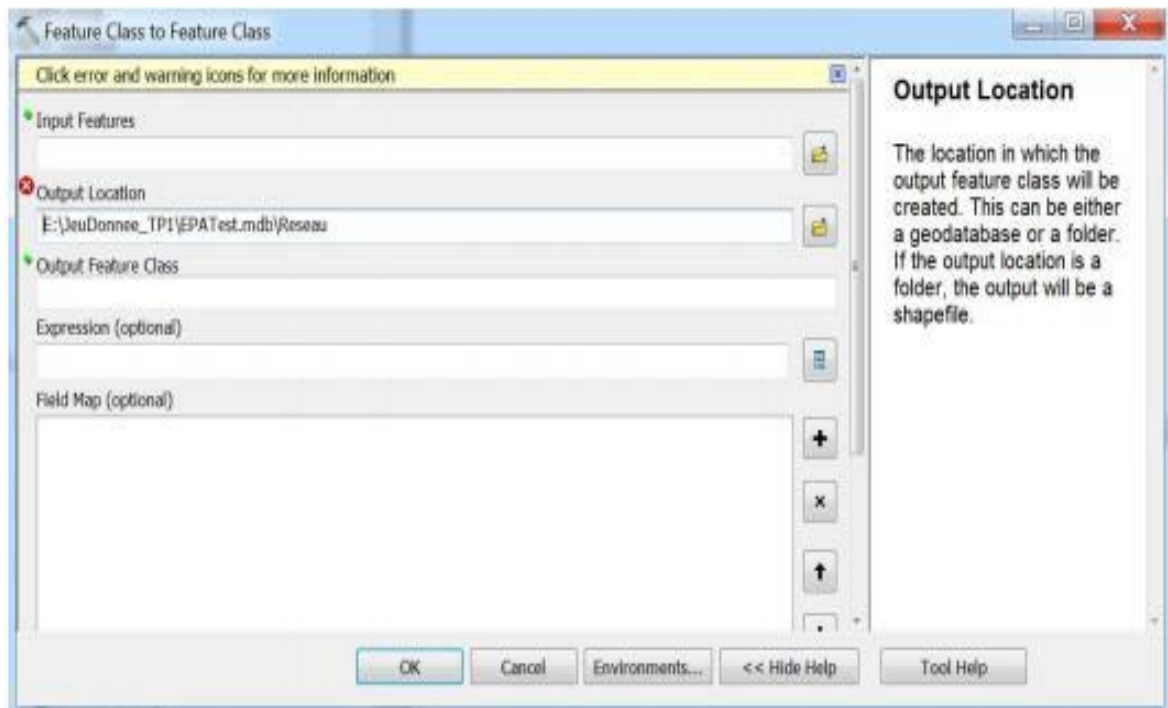 Feature Class to Feature Class
Click error and warning icons for more information
Input Features
Output Location
E:\JeuDonnee_TP1\EPATest.mdb\Reseau
Output Feature Class
Expression (optional)
Field Map (optional)
OK
Cancel
Environments...
<< Hide Help
Tool Help
Output Location
The location in which the
output feature class will be
created. This can be either
a geodatabase or a folder.
If the output location is a
folder, the output will be a
shapefile.